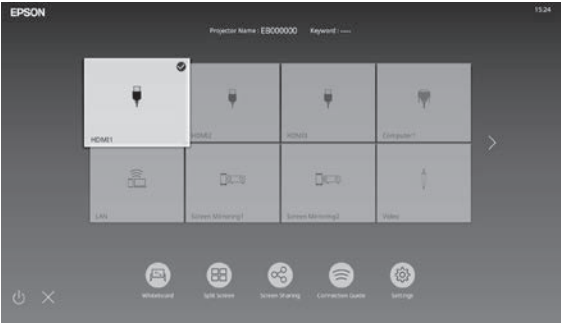 EPSON
15:24
Projector Name : EB000000 Keyword : ----
HDMI1
HDMI2
HDMI3
Computer1
LAN
Screen Mirroring1
Screen Mirroring2
Video
Whiteboard
Split Screen
Screen Sharing
Connection Guide
Settings